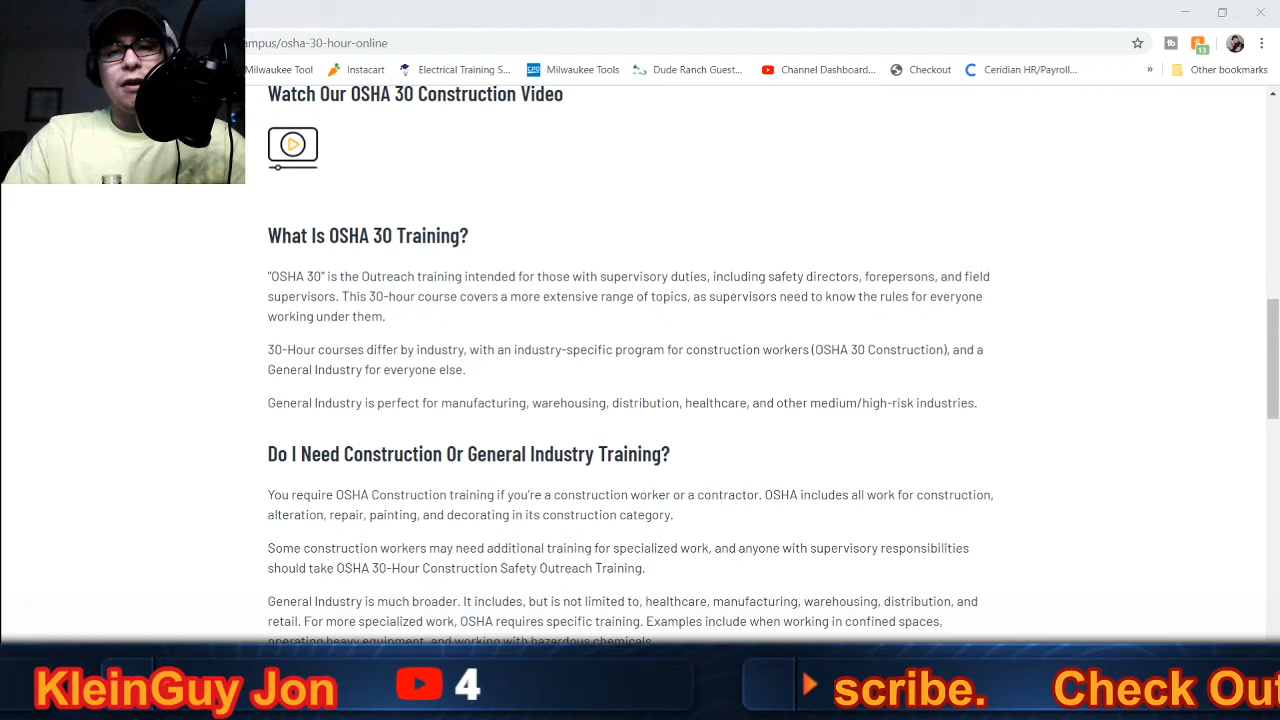 ampus/osha-30-hour-online
13
Milwaukee Tool
Instacart
Electrical Training S...
CPO
Milwaukee Tools
Dude Ranch Guest...
Channel Dashboard...
Checkout
Ceridian HR/Payroll...
»
Other bookmarks
Watch Our OSHA 30 Construction Video
What Is OSHA 30 Training?
"OSHA 30" is the Outreach training intended for those with supervisory duties, including safety directors, forepersons, and field
supervisors. This 30-hour course covers a more extensive range of topics, as supervisors need to know the rules for everyone
working under them.
30-Hour courses differ by industry, with an industry-specific program for construction workers (OSHA 30 Construction), and a
General Industry for everyone else.
General Industry is perfect for manufacturing, warehousing, distribution, healthcare, and other medium/high-risk industries.
Do I Need Construction Or General Industry Training?
You require OSHA Construction training if you're a construction worker or a contractor. OSHA includes all work for construction,
alteration, repair, painting, and decorating in its construction category.
Some construction workers may need additional training for specialized work, and anyone with supervisory responsibilities
should take OSHA 30-Hour Construction Safety Outreach Training.
General Industry is much broader. It includes, but is not limited to, healthcare, manufacturing, warehousing, distribution, and
retail. For more specialized work, OSHA requires specific training. Examples include when working in confined spaces,
operating heavy equipment, and working with hazardous chemicals.
KleinGuy Jon
4
scribe.
Check Out